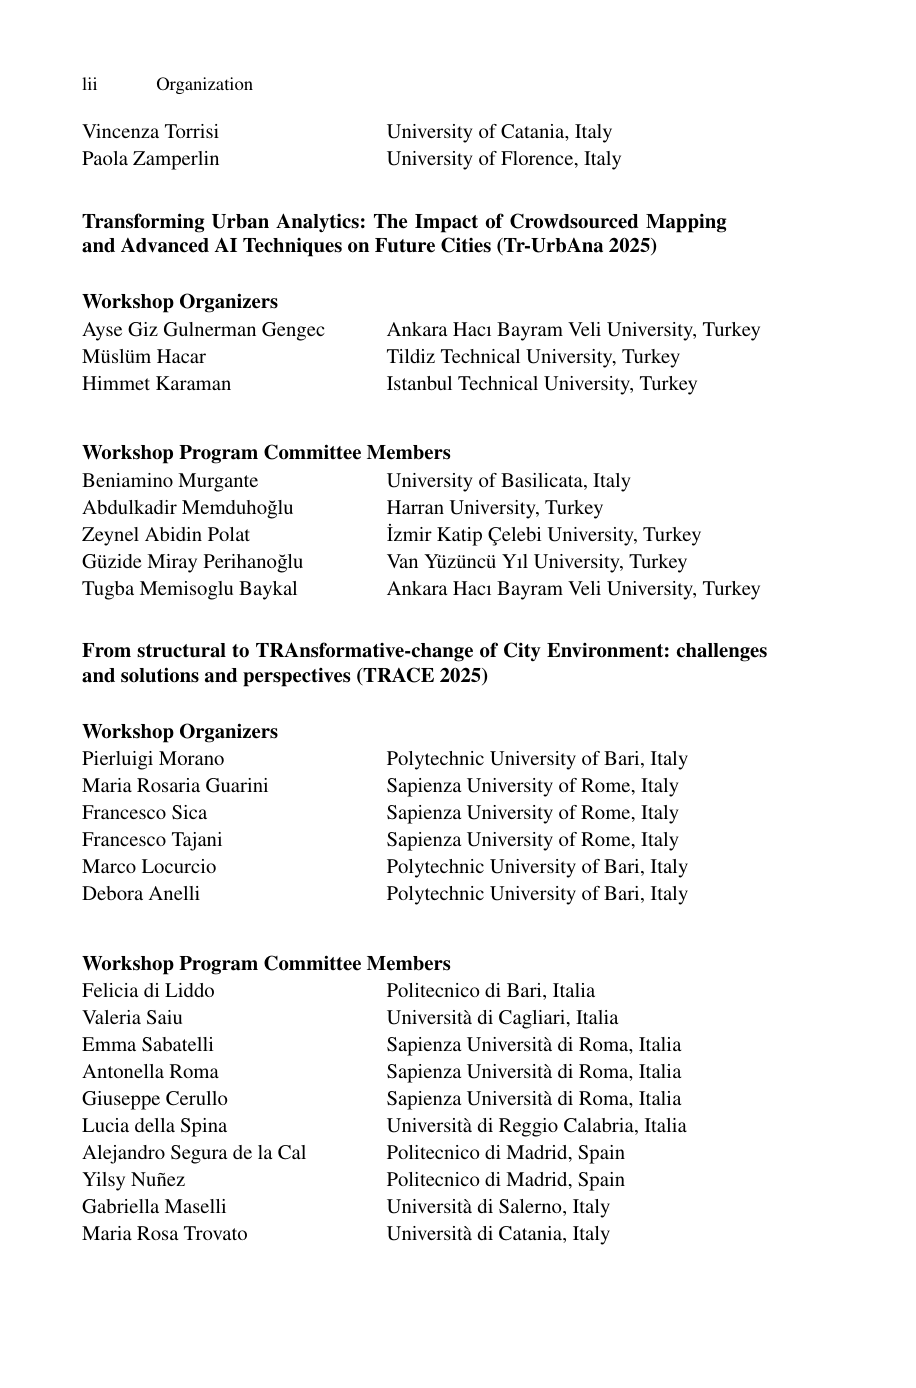 lii Organization
Vincenza Torrisi University of Catania, Italy
Paola Zamperlin University of Florence, Italy
Transforming Urban Analytics: The Impact of Crowdsourced Mapping
and Advanced AI Techniques on Future Cities (Tr-UrbAna 2025)
Workshop Organizers
Ayse Giz Gulnerman Gengec Ankara Hacı Bayram Veli University, Turkey
Müslüm Hacar Tildiz Technical University, Turkey
Himmet Karaman Istanbul Technical University, Turkey
Workshop Program Committee Members
Beniamino Murgante University of Basilicata, Italy
Abdulkadir Memduhoğlu Harran University, Turkey
Zeynel Abidin Polat İzmir Katip Çelebi University, Turkey
Güzide Miray Perihanoğlu Van Yüzüncü Yıl University, Turkey
Tugba Memisoglu Baykal Ankara Hacı Bayram Veli University, Turkey
From structural to TRAnsformative-change of City Environment: challenges
and solutions and perspectives (TRACE 2025)
Workshop Organizers
Pierluigi Morano Polytechnic University of Bari, Italy
Maria Rosaria Guarini Sapienza University of Rome, Italy
Francesco Sica Sapienza University of Rome, Italy
Francesco Tajani Sapienza University of Rome, Italy
Marco Locurcio Polytechnic University of Bari, Italy
Debora Anelli Polytechnic University of Bari, Italy
Workshop Program Committee Members
Felicia di Liddo Politecnico di Bari, Italia
Valeria Saiu Università di Cagliari, Italia
Emma Sabatelli Sapienza Università di Roma, Italia
Antonella Roma Sapienza Università di Roma, Italia
Giuseppe Cerullo Sapienza Università di Roma, Italia
Lucia della Spina Università di Reggio Calabria, Italia
Alejandro Segura de la Cal Politecnico di Madrid, Spain
Yilsy Nuñez Politecnico di Madrid, Spain
Gabriella Maselli Università di Salerno, Italy
Maria Rosa Trovato Università di Catania, Italy